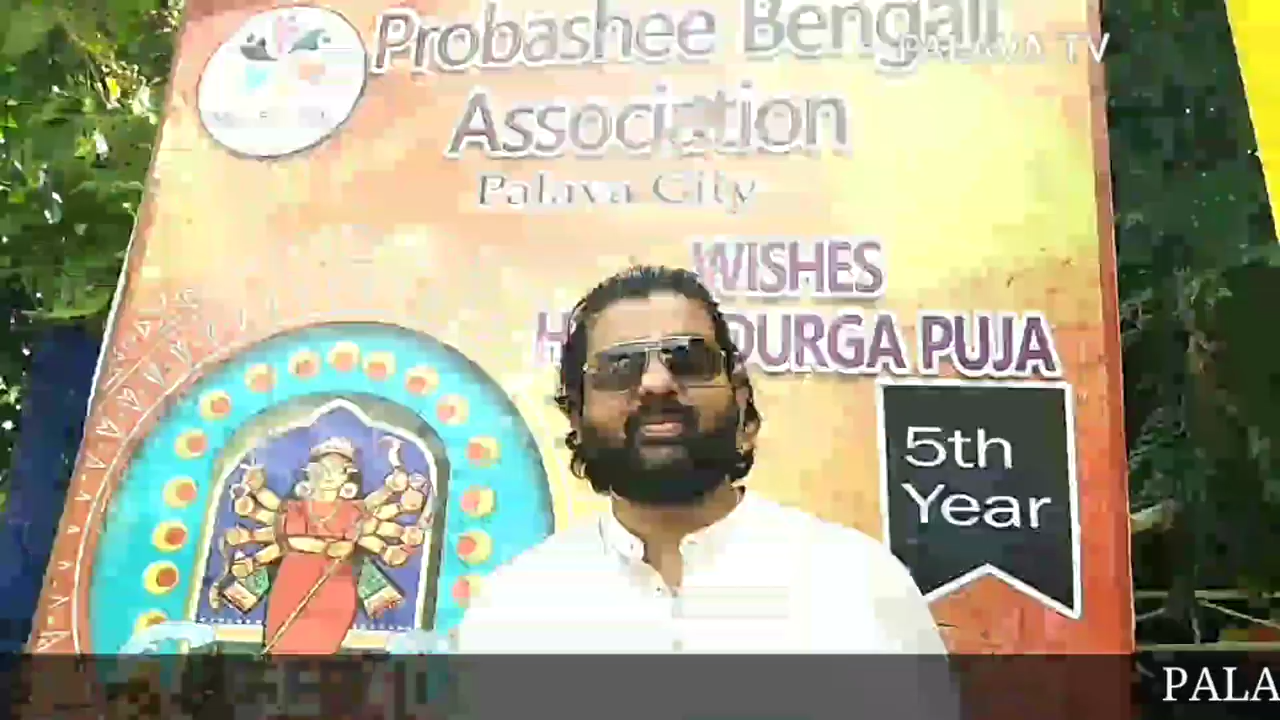 Probashee Bengali
PALAVA TV
Association
Palava City
WISHES
DURGA PUJA
5th
Year
PALA